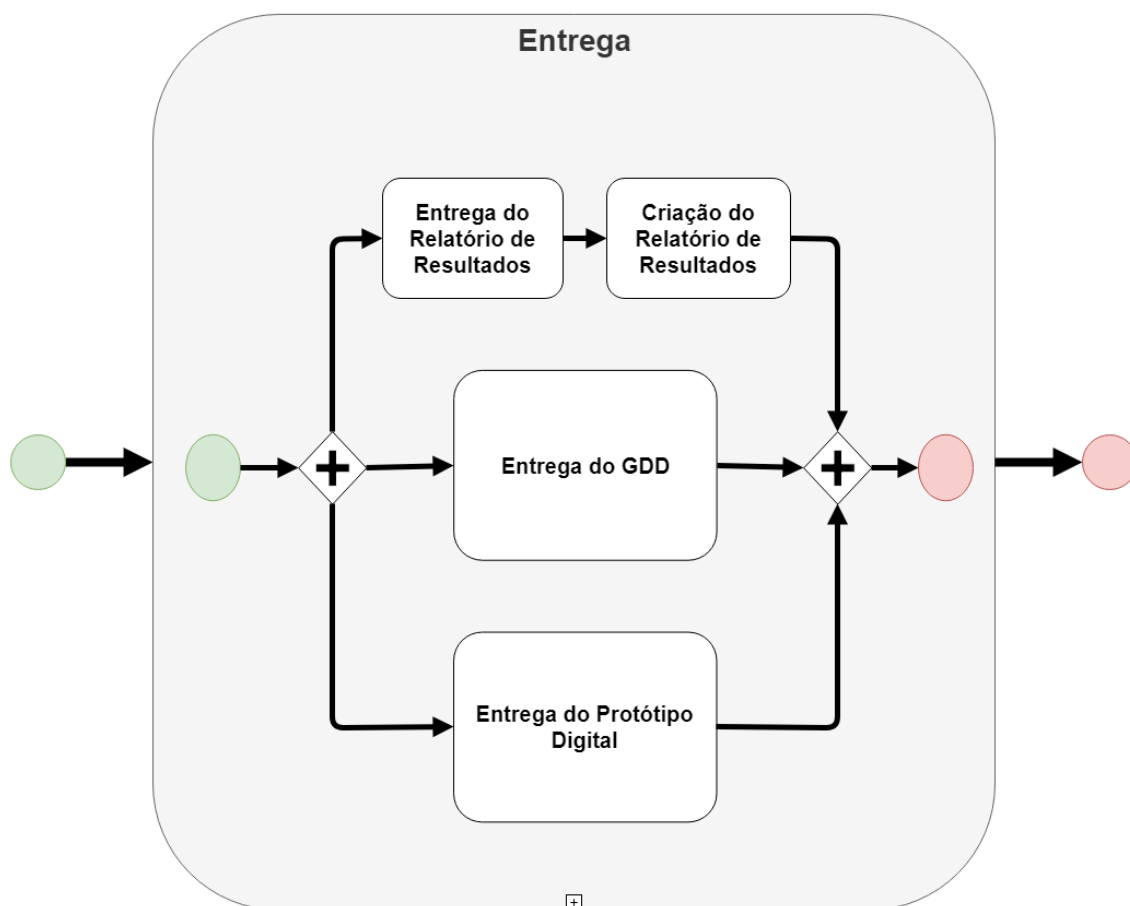 Entrega
Entrega do
Relatório de
Resultados
Criação do
Relatório de
Resultados
Entrega do GDD
Entrega do Protótipo
Digital